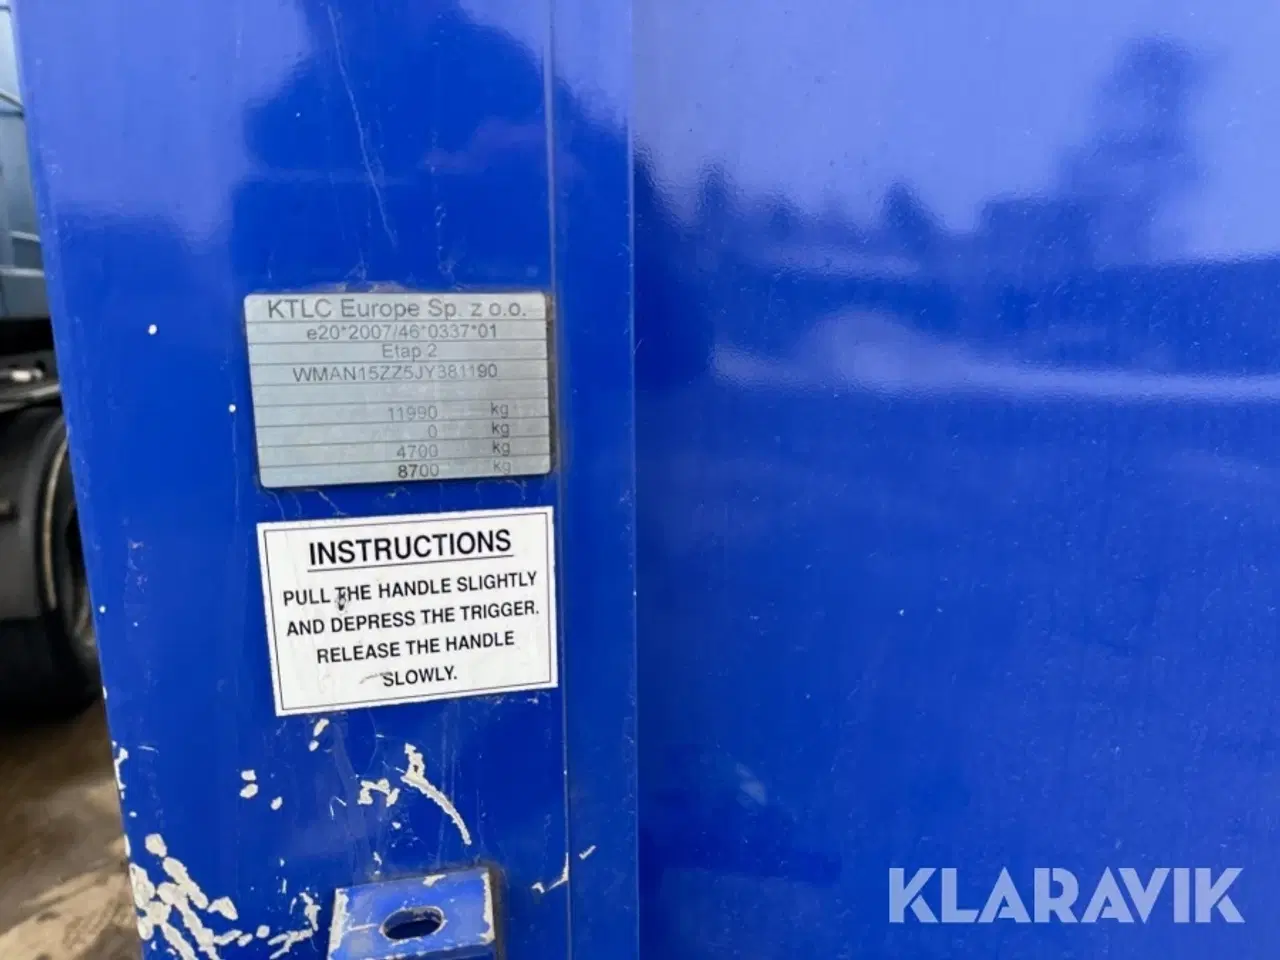 KTLC Europe Sp. z o.o.
e20*2007/46*0337*01
Etap 2
WMAN15ZZ5JY381190
11990 kg
0 kg
4700 kg
8700 kg
INSTRUCTIONS
PULL THE HANDLE SLIGHTLY
AND DEPRESS THE TRIGGER.
RELEASE THE HANDLE
SLOWLY.
KLARAVIK